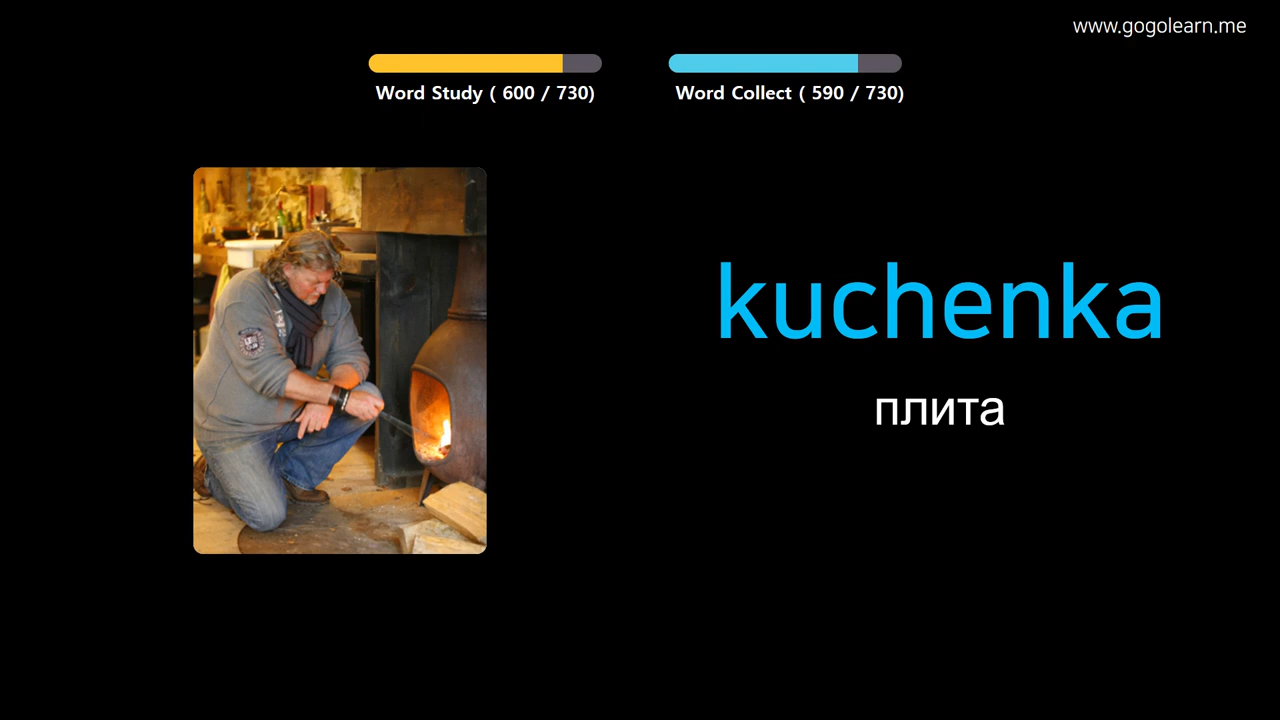 www.gogolearn.me
Word Study ( 600 / 730)
Word Collect ( 590 / 730)
kuchenka
плита